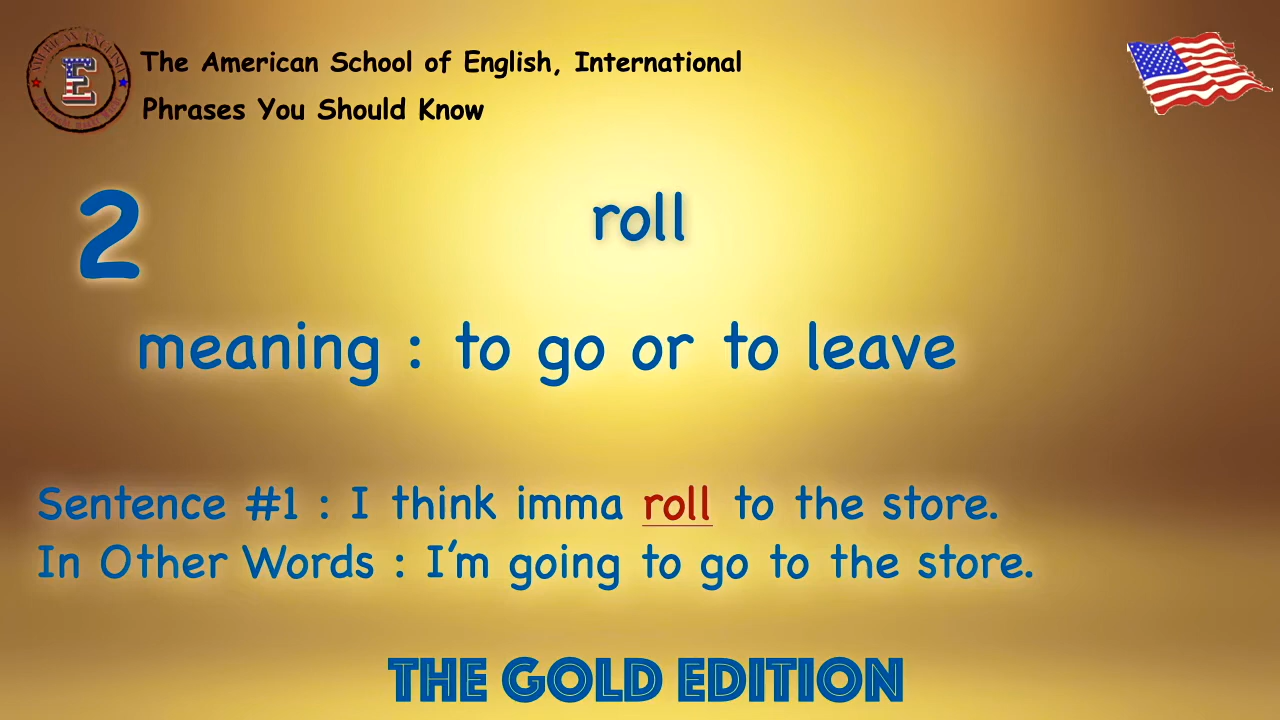 The American School of English, International
Phrases You Should Know
E
2
roll
meaning : to go or to leave
Sentence #1 : I think imma roll to the store.
In Other Words : I'm going to go to the store.
THE GOLD EDITION